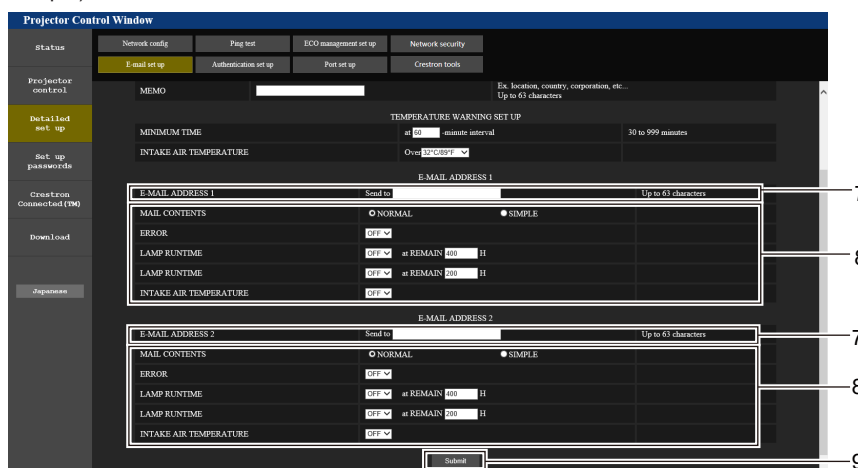 Projector Control Window
Status
Network config Ping test ECO management set up Network security
E-mail set up Authentication set up Port set up Crestron tools
Projector
control
Detailed
set up
Set up
passwords
Crestron
Connected(TM)
Download
Japanese
MEMO Ex. location, country, corporation, etc...
Up to 63 characters
TEMPERATURE WARNING SET UP
MINIMUM TIME at 60 -minute interval 30 to 999 minutes
INTAKE AIR TEMPERATURE Over 32°C/89°F
E-MAIL ADDRESS 1
E-MAIL ADDRESS 1 Send to Up to 63 characters 7
MAIL CONTENTS NORMAL SIMPLE
ERROR OFF
LAMP RUNTIME OFF at REMAIN 400 H 8
LAMP RUNTIME OFF at REMAIN 200 H
INTAKE AIR TEMPERATURE OFF
E-MAIL ADDRESS 2
E-MAIL ADDRESS 2 Send to Up to 63 characters 7
MAIL CONTENTS NORMAL SIMPLE
ERROR OFF
LAMP RUNTIME OFF at REMAIN 400 H 8
LAMP RUNTIME OFF at REMAIN 200 H
INTAKE AIR TEMPERATURE OFF
Submit 9